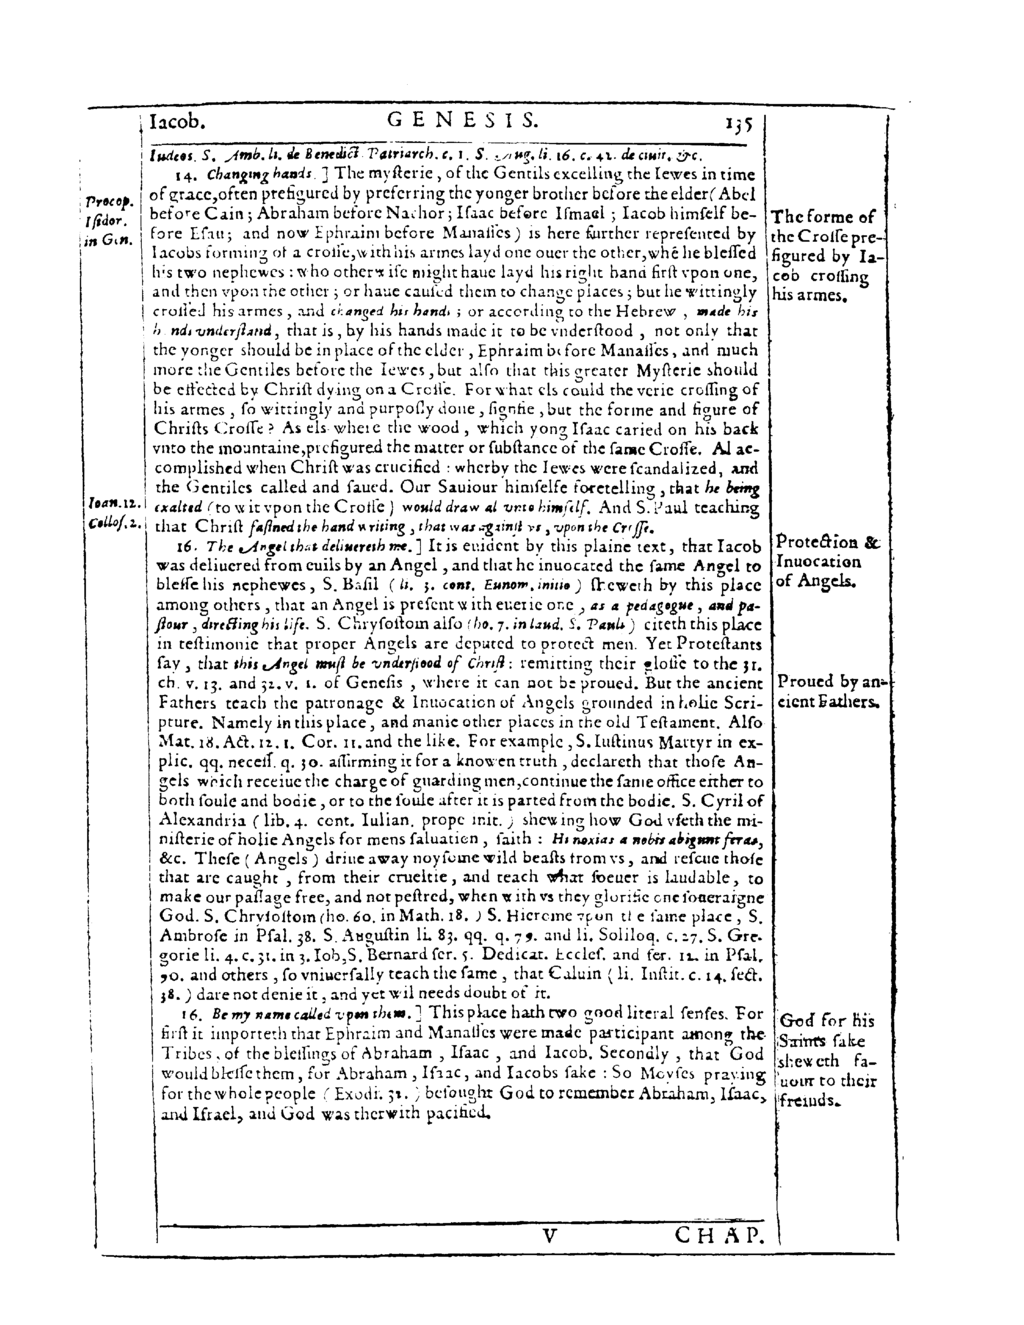 Iacob.
GENESIS.
135
Iudeos. S. Amb. li. de Benedict. Patriarch. c. 1. S. Aug. li. 16. c. 42. de ciuit. &c.
14. Changing hands. ] The myſterie, of the Gentils excelling the Iewes in time
of grace, often prefigured by preferring the yonger brother before the elder ( Abel
before Cain ; Abraham before Nachor ; Iſaac before Iſmael ; Iacob himſelf be-
fore Eſau ; and now Ephraim before Manaſſes ) is here further repreſented by
Iacobs forming of a croſſe, with his armes layd one ouer the other, whē he bleſſed
his two nephewes : who otherwiſe might haue layd his right hand firſt vpon one,
and then vpon the other ; or haue cauſed them to change places ; but he wittingly
croſſed his armes , and changed his hands ; or according to the Hebrew , made his
hands vnderſtand , that is, by his hands made it to be vnderſtood , not only that
the yonger should be in place of the elder , Ephraim before Manaſſes, and much
more the Gentiles before the Iewes , but alſo that this greater Myſterie should
be effected by Chriſt dying on a Croſſe. For what els could the verie croſſing of
his armes , ſo wittingly and purpoſly done , ſignfie , but the forme and figure of
Chriſts Croſſe ? As els where the wood , which yong Iſaac caried on his back
vnto the mountaine, prefigured the matter or ſubſtance of the ſame Croſſe. Al ac-
complished when Chriſt was crucified : wherby the Iewes were ſcandalized, and
the Gentiles called and ſaued. Our Sauiour himſelfe foretelling , that he being
exalted ( to wit vpon the Croſſe ) would draw al vnto himſelf. And S. Paul teaching
that Chriſt faſtned the hand writing , that was againſt vs , vpon the Croſſe.
16. The Angel that deliuereth me. ] It is euident by this plaine text, that Iacob
was deliuered from euils by an Angel , and that he inuocated the ſame Angel to
bleſſe his nephewes, S. Baſil ( li. 3. cont. Eunom. initio ) sheweth by this place
among others , that an Angel is preſent with euerie one , as a pedagogue , and pa-
ſtour , directing his life. S. Chryſoſtom alſo ( ho. 7. in laud. S. Pauli ) citeth this place
in teſtimonie that proper Angels are deputed to protect men. Yet Proteſtants
ſay , that this Angel muſt be vnderſtood of Chriſt : remitting their gloſſe to the 31.
ch. v. 13. and 32. v. 1. of Geneſis , where it can not be proued. But the ancient
Fathers teach the patronage & Inuocation of Angels grounded in holie Scri-
pture. Namely in this place , and manie other places in the old Teſtament. Alſo
Mat. 18. Act. 12. 1. Cor. 11. and the like. For example , S. Iuſtinus Martyr in ex-
plic. qq. neceſſ. q. 30. affirming it for a knowen truth , declareth that thoſe An-
gels which receiue the charge of guarding men, continue the ſame office either to
both ſoule and bodie , or to the ſoule after it is parted from the bodie. S. Cyril of
Alexandria ( lib. 4. cont. Iulian. prope init. ) shewing how God vſeth the mi-
niſterie of holie Angels for mens ſaluation , ſaith : Hi noxias a nobis abigunt feras,
&c. Theſe ( Angels ) driue away noyſome wild beaſts from vs, and reſcue thoſe
that are caught , from their crueltie , and teach what ſoeuer is laudable , to
make our paſſage free, and not peſtred, when with vs they glorifie one ſoueraigne
God. S. Chryſoſtom (ho. 60. in Math. 18. ) S. Hierome vpon the ſame place , S.
Ambroſe in Pſal. 38. S. Auguſtin li. 83. qq. q. 79. and li. Soliloq. c. 27. S. Gre-
gorie li. 4. c. 31. in 3. Iob, S. Bernard ſer. 5. Dedicat. Eccleſ. and ſer. 12. in Pſal.
90. and others , ſo vniuerſally teach the ſame , that Caluin ( li. Inſtit. c. 14. ſect.
38. ) dare not denie it , and yet wil needs doubt of it.
16. Be my name called vpon them. ] This place hath two good literal ſenſes. For
firſt it importeth that Ephraim and Manaſſes were made participant among the
Tribes, of the bleſſings of Abraham , Iſaac , and Iacob. Secondly , that God
would bleſſe them, for Abraham , Iſaac, and Iacobs ſake : So Moyſes praying
for the whole people ( Exodi. 32. ) beſought God to remember Abraham, Iſaac,
and Iſrael, and God was therwith pacified.
Procop.
Iſidor.
in Gen.
Ioan. 12.
Coloſ. 2.
The forme of
the Croſſe pre-
figured by Ia-
cob croſſing
his armes.
Protection &
Inuocation
of Angels.
Proued by an-
cient Fathers.
God for his
Saints ſake
sheweth fa-
uour to their
freinds.
V
CHAP.